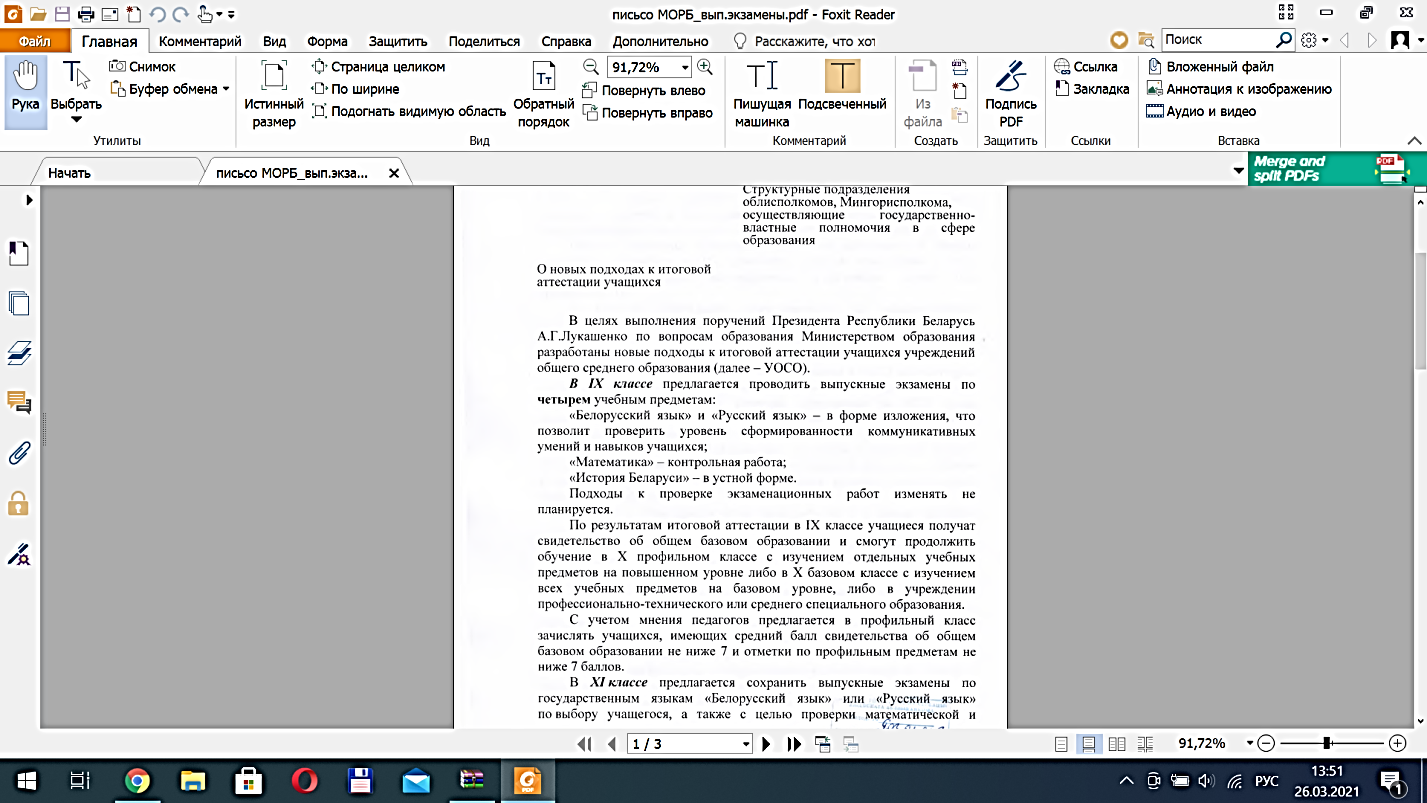 письсо МОРБ_вып.экзамены.pdf - Foxit Reader
Файл Главная Комментарий Вид Форма Защитить Поделиться Справка Дополнительно Расскажите, что хот Поиск
Рука
Выбрать
Снимок
Буфер обмена
Утилиты
Истинный размер
Страница целиком
По ширине
Подогнать видимую область
Обратный порядок
91,72%
Повернуть влево
Повернуть вправо
Вид
Пишущая машинка
Подсвеченный
Комментарий
Из файла
Создать
Подпись PDF
Защитить
Ссылка
Закладка
Ссылки
Вложенный файл
Аннотация к изображению
Аудио и видео
Вставка
Начать
письсо МОРБ_вып.экза...
Merge and
split PDFs
PDF
Структурные подразделения
облисполкомов, Мингорисполкома,
осуществляющие государственно-
властные полномочия в сфере
образования
О новых подходах к итоговой
аттестации учащихся
В целях выполнения поручений Президента Республики Беларусь
А.Г.Лукашенко по вопросам образования Министерством образования
разработаны новые подходы к итоговой аттестации учащихся учреждений
общего среднего образования (далее – УОСО).
В IX классе предлагается проводить выпускные экзамены по
четырем учебным предметам:
«Белорусский язык» и «Русский язык» – в форме изложения, что
позволит проверить уровень сформированности коммуникативных
умений и навыков учащихся;
«Математика» – контрольная работа;
«История Беларуси» – в устной форме.
Подходы к проверке экзаменационных работ изменять не
планируется.
По результатам итоговой аттестации в IX классе учащиеся получат
свидетельство об общем базовом образовании и смогут продолжить
обучение в X профильном классе с изучением отдельных учебных
предметов на повышенном уровне либо в X базовом классе с изучением
всех учебных предметов на базовом уровне, либо в учреждении
профессионально-технического или среднего специального образования.
С учетом мнения педагогов предлагается в профильный класс
зачислять учащихся, имеющих средний балл свидетельства об общем
базовом образовании не ниже 7 и отметки по профильным предметам не
ниже 7 баллов.
В XI классе предлагается сохранить выпускные экзамены по
государственным языкам «Белорусский язык» или «Русский язык»
по выбору учащегося, а также с целью проверки математической и
1 / 3
91,72%
PDF
РУС
13:51
26.03.2021
1